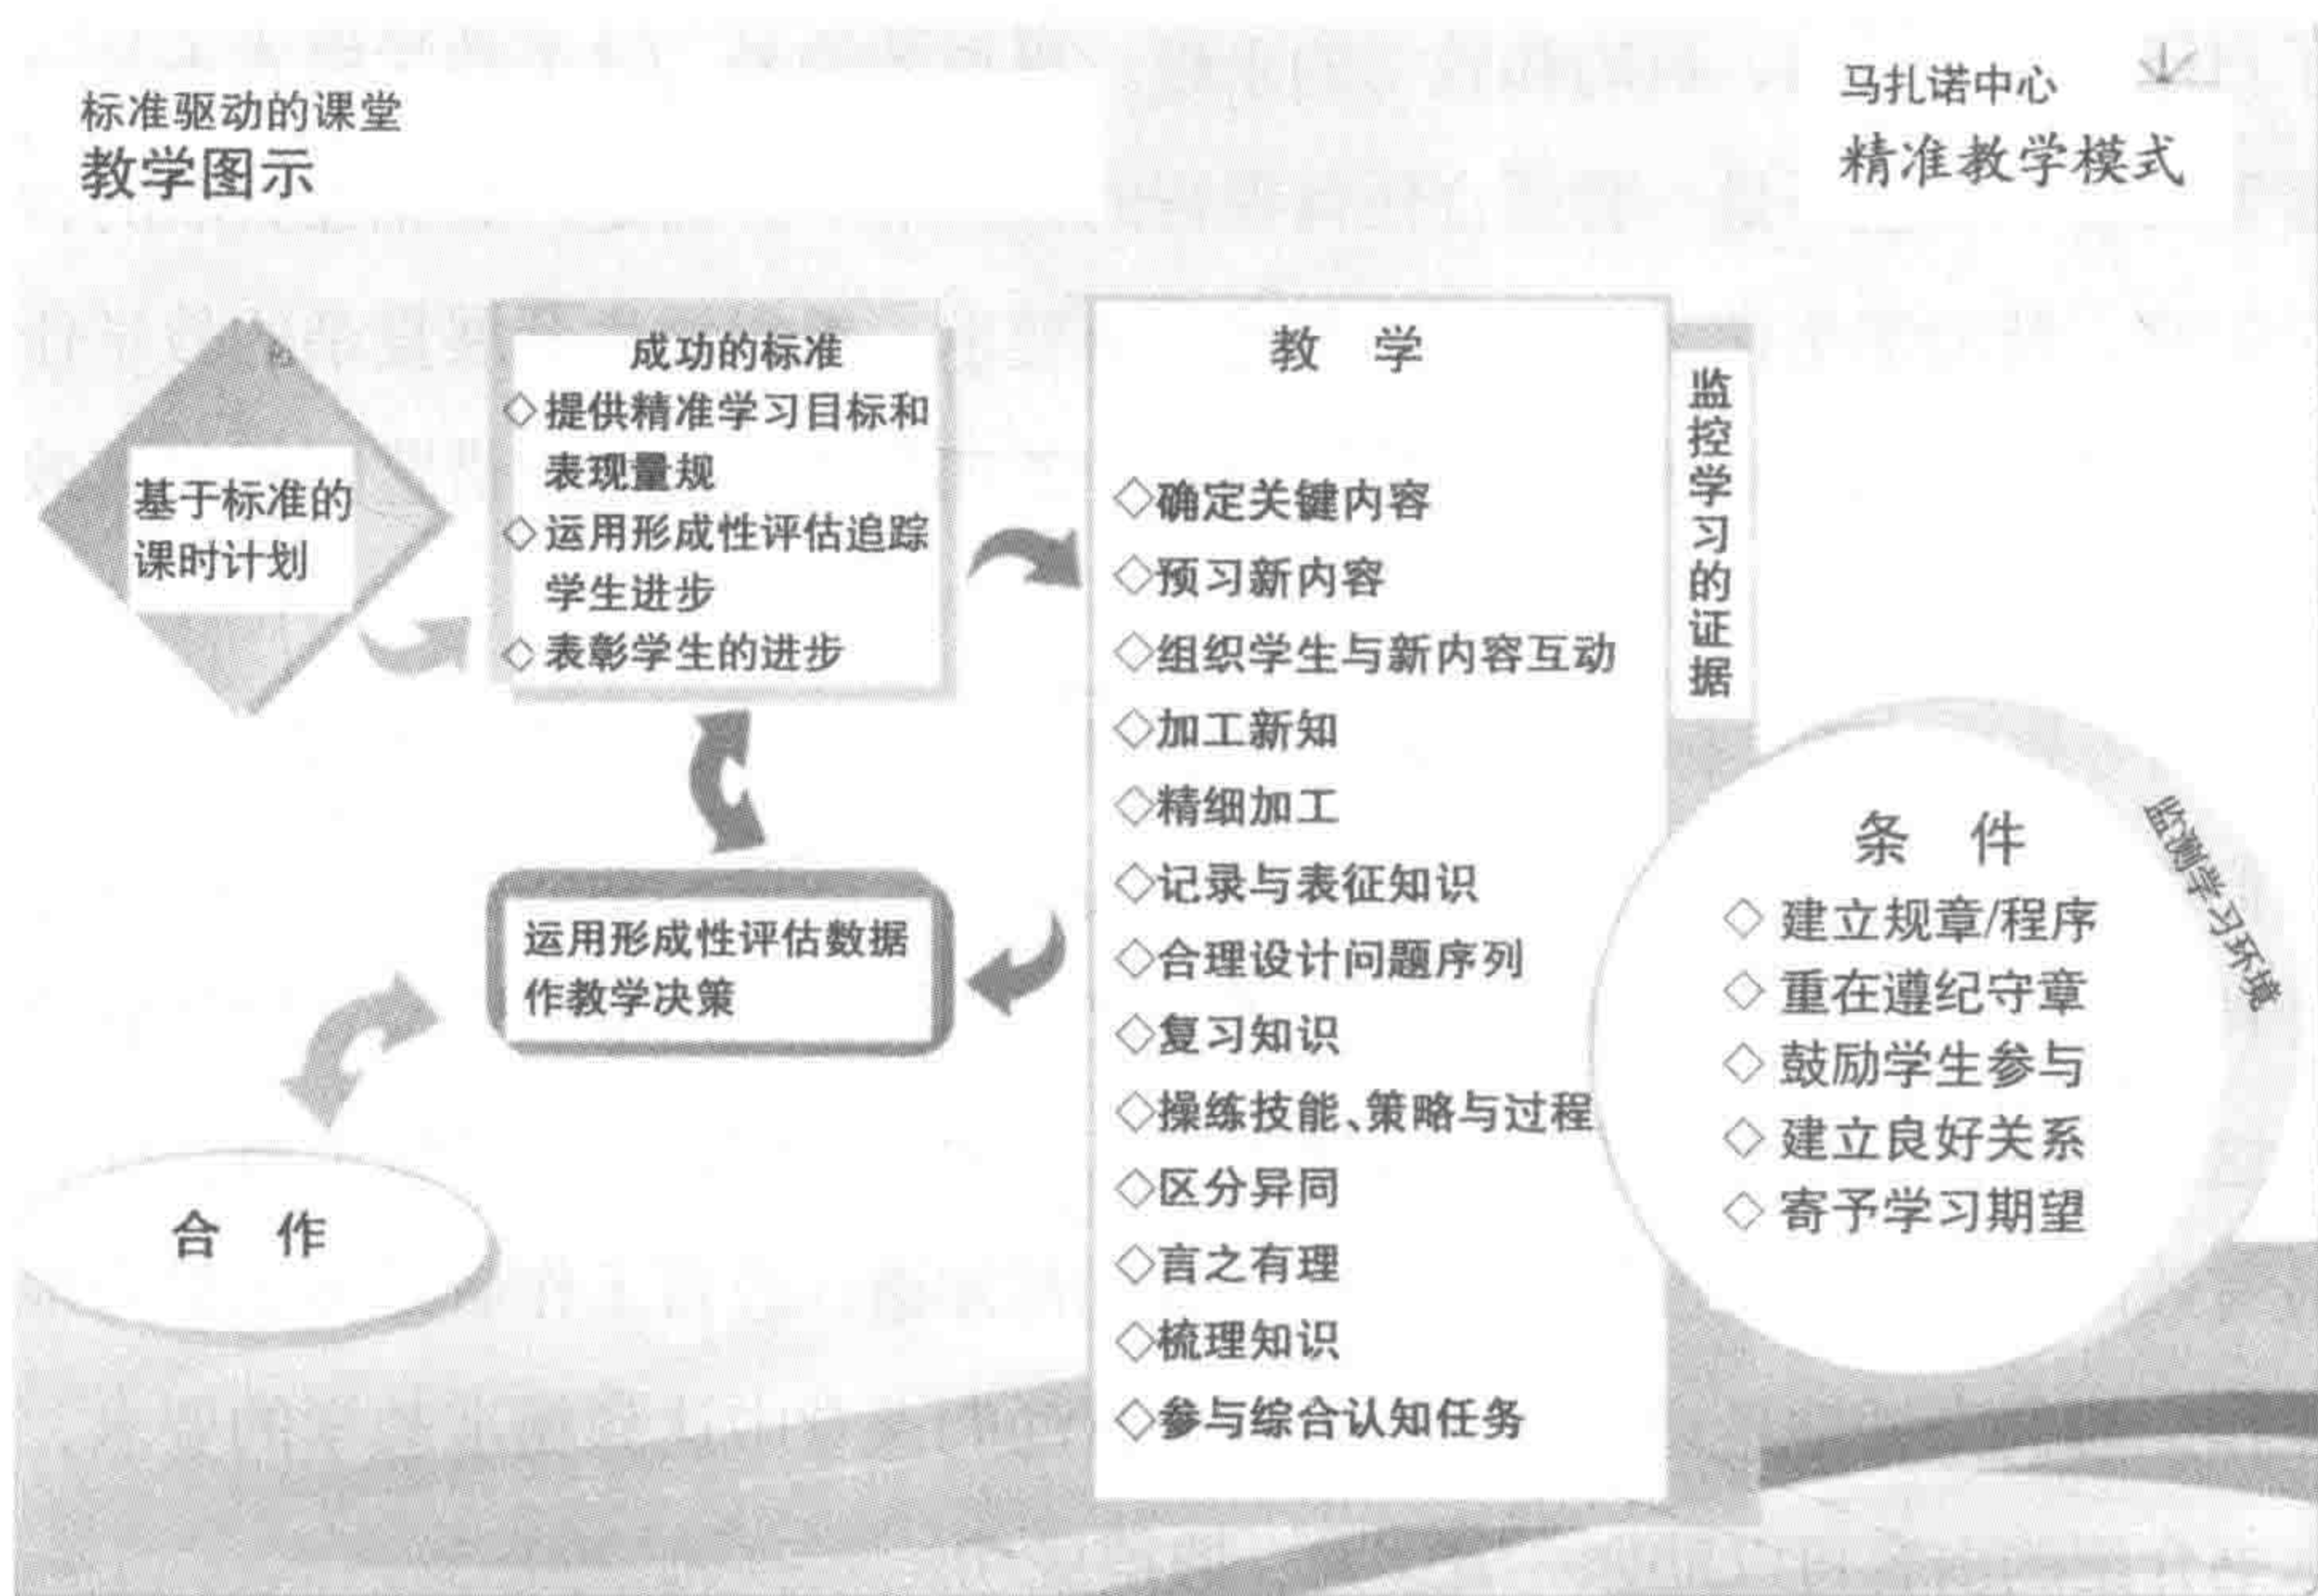 标准驱动的课堂
教学图示
马扎诺中心
精准教学模式
基于标准的
课时计划
成功的标准
◇提供精准学习目标和
表现量规
◇运用形成性评估追踪
学生进步
◇表彰学生的进步
运用形成性评估数据
作教学决策
合 作
教 学
◇确定关键内容
◇预习新内容
◇组织学生与新内容互动
◇加工新知
◇精细加工
◇记录与表征知识
◇合理设计问题序列
◇复习知识
◇操练技能、策略与过程
◇区分异同
◇言之有理
◇梳理知识
◇参与综合认知任务
监控学习的证据
条 件
◇建立规章/程序
◇重在遵纪守章
◇鼓励学生参与
◇建立良好关系
◇寄予学习期望
监测学习环境